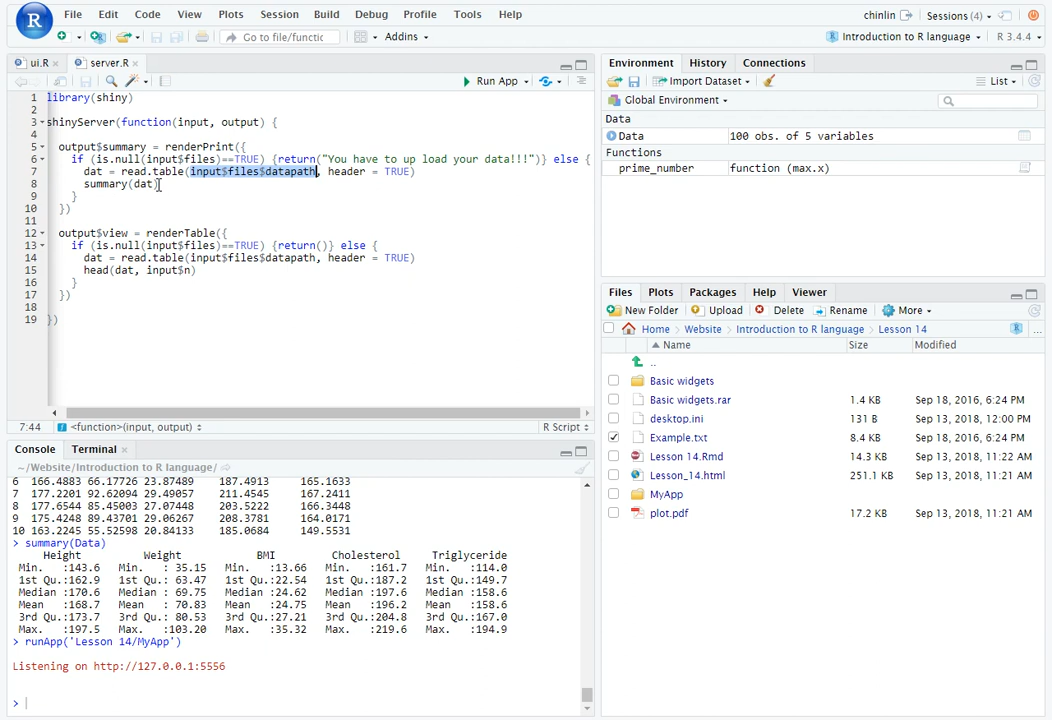 File Edit Code View Plots Session Build Debug Profile Tools Help chinlin Sessions (4)
Go to file/functic Addins Introduction to R language R 3.4.4
ui.R × server.R ×
Run App
1 library(shiny)
2
3 shinyServer(function(input, output) {
4
5 output$summary = renderPrint({
6 if (is.null(input$files)==TRUE) {return("You have to up load your data!!!")} else {
7 dat = read.table(input$files$datapath, header = TRUE)
8 summary(dat)
9 }
10 })
11
12 output$view = renderTable({
13 if (is.null(input$files)==TRUE) {return()} else {
14 dat = read.table(input$files$datapath, header = TRUE)
15 head(dat, input$n)
16 }
17 })
18
19 })
7:44 <function>(input, output) R Script
Console Terminal ×
~/Website/Introduction to R language/
6 166.4883 66.17726 23.87489 187.4913 165.1633
7 177.2201 92.62094 29.49057 211.4545 167.2411
8 177.6544 85.45003 27.07448 203.5222 166.3448
9 175.4248 89.43701 29.06267 208.3781 164.0171
10 163.2245 55.52598 20.84133 185.0684 149.5531
> summary(Data)
Height Weight BMI Cholesterol Triglyceride
Min. :143.6 Min. : 35.15 Min. :13.66 Min. :161.7 Min. :114.0
1st Qu.:162.9 1st Qu.: 63.47 1st Qu.:22.54 1st Qu.:187.2 1st Qu.:149.7
Median :170.6 Median : 69.75 Median :24.62 Median :197.6 Median :158.6
Mean :168.7 Mean : 70.83 Mean :24.75 Mean :196.2 Mean :158.6
3rd Qu.:173.7 3rd Qu.: 80.53 3rd Qu.:27.21 3rd Qu.:204.8 3rd Qu.:167.0
Max. :197.5 Max. :103.20 Max. :35.32 Max. :219.6 Max. :194.9
> runApp('Lesson 14/MyApp')
Listening on http://127.0.0.1:5556
>
Environment History Connections
Import Dataset List
Global Environment
Data
Data 100 obs. of 5 variables
Functions
prime_number function (max.x)
Files Plots Packages Help Viewer
New Folder Upload Delete Rename More
Home Website Introduction to R language Lesson 14 ...
Name Size Modified
..
Basic widgets
Basic widgets.rar 1.4 KB Sep 18, 2016, 6:24 PM
desktop.ini 131 B Sep 13, 2018, 12:00 PM
Example.txt 8.4 KB Sep 18, 2016, 6:24 PM
Lesson 14.Rmd 14.3 KB Sep 13, 2018, 11:22 AM
Lesson_14.html 251.1 KB Sep 13, 2018, 11:21 AM
MyApp
plot.pdf 17.2 KB Sep 13, 2018, 11:21 AM